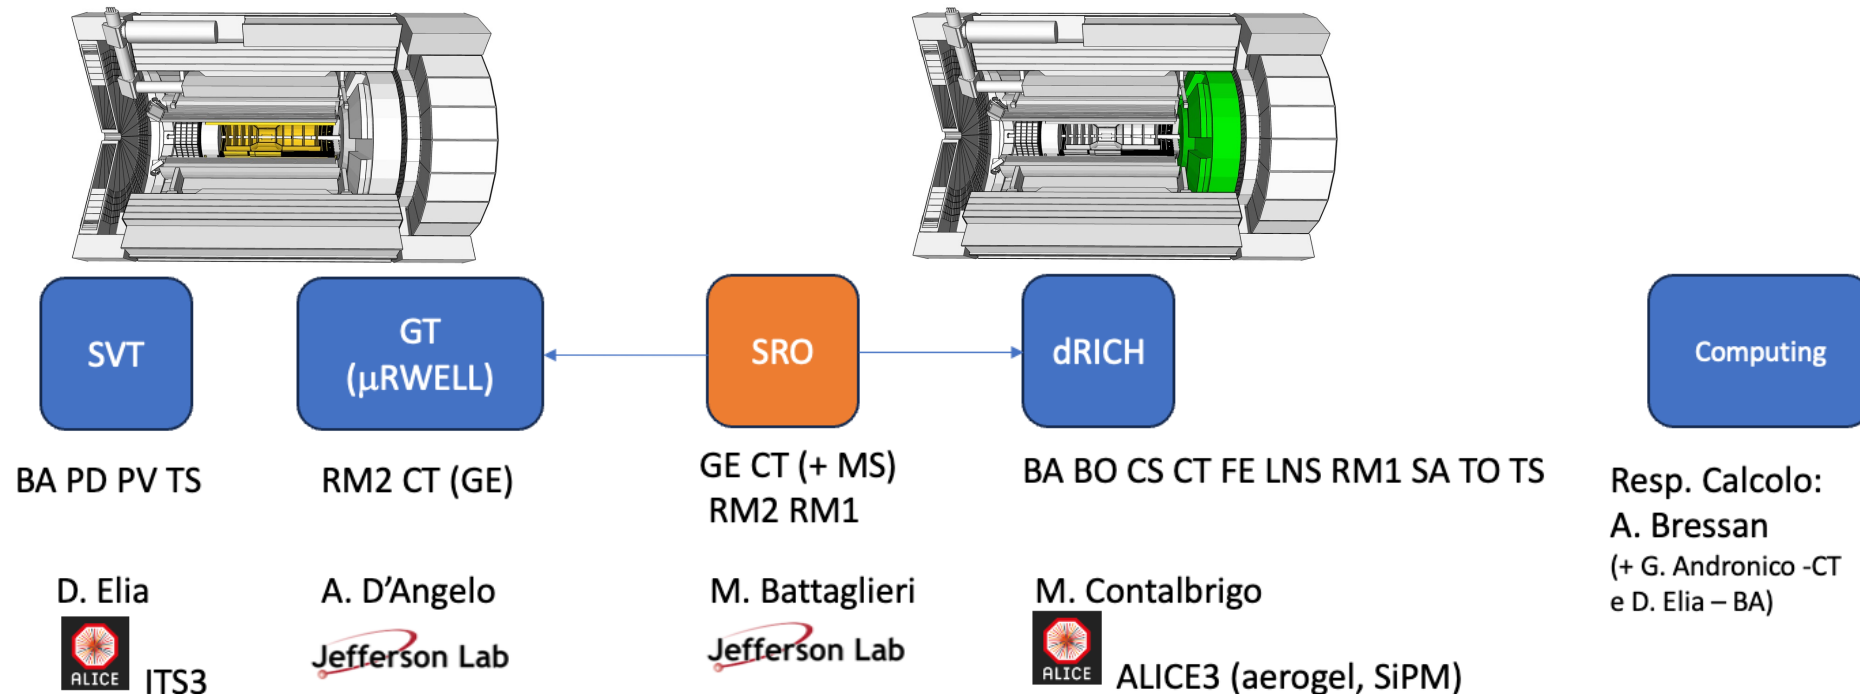 SVT
GT
(µRWELL)
SRO
dRICH
Computing
BA PD PV TS
RM2 CT (GE)
GE CT (+ MS)
RM2 RM1
BA BO CS CT FE LNS RM1 SA TO TS
Resp. Calcolo:
A. Bressan
(+ G. Andronico -CT
e D. Elia – BA)
D. Elia
A. D’Angelo
M. Battaglieri
M. Contalbrigo
ALICE
ITS3
Jefferson Lab
Jefferson Lab
ALICE
ALICE3 (aerogel, SiPM)